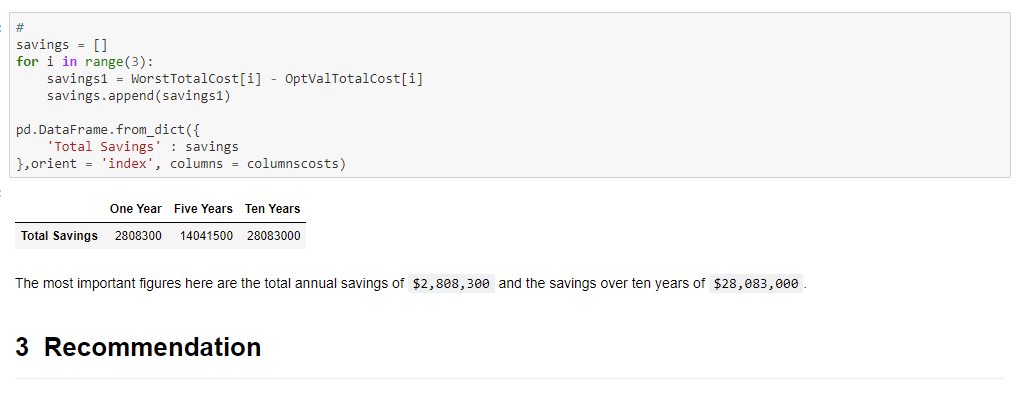 #
savings = []
for i in range(3):
    savings1 = WorstTotalCost[i] - OptValTotalCost[i]
    savings.append(savings1)
pd.DataFrame.from_dict({
    'Total Savings' : savings
},orient = 'index', columns = columnscosts)
One Year Five Years Ten Years
Total Savings 2808300 14041500 28083000
The most important figures here are the total annual savings of $2,808,300 and the savings over ten years of $28,083,000.
3 Recommendation